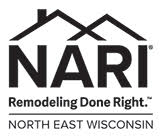 NARI®
Remodeling Done Right.™
NORTH EAST WISCONSIN